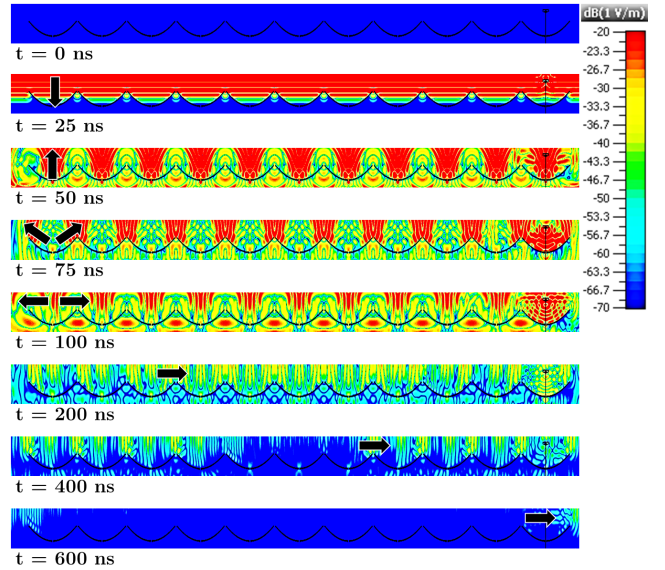 dB(1 V/m)
-20
-23.3
-26.7
-30
-33.3
-36.7
-40
-43.3
-46.7
-50
-53.3
-56.7
-60
-63.3
-66.7
-70
t = 0 ns
t = 25 ns
t = 50 ns
t = 75 ns
t = 100 ns
t = 200 ns
t = 400 ns
t = 600 ns